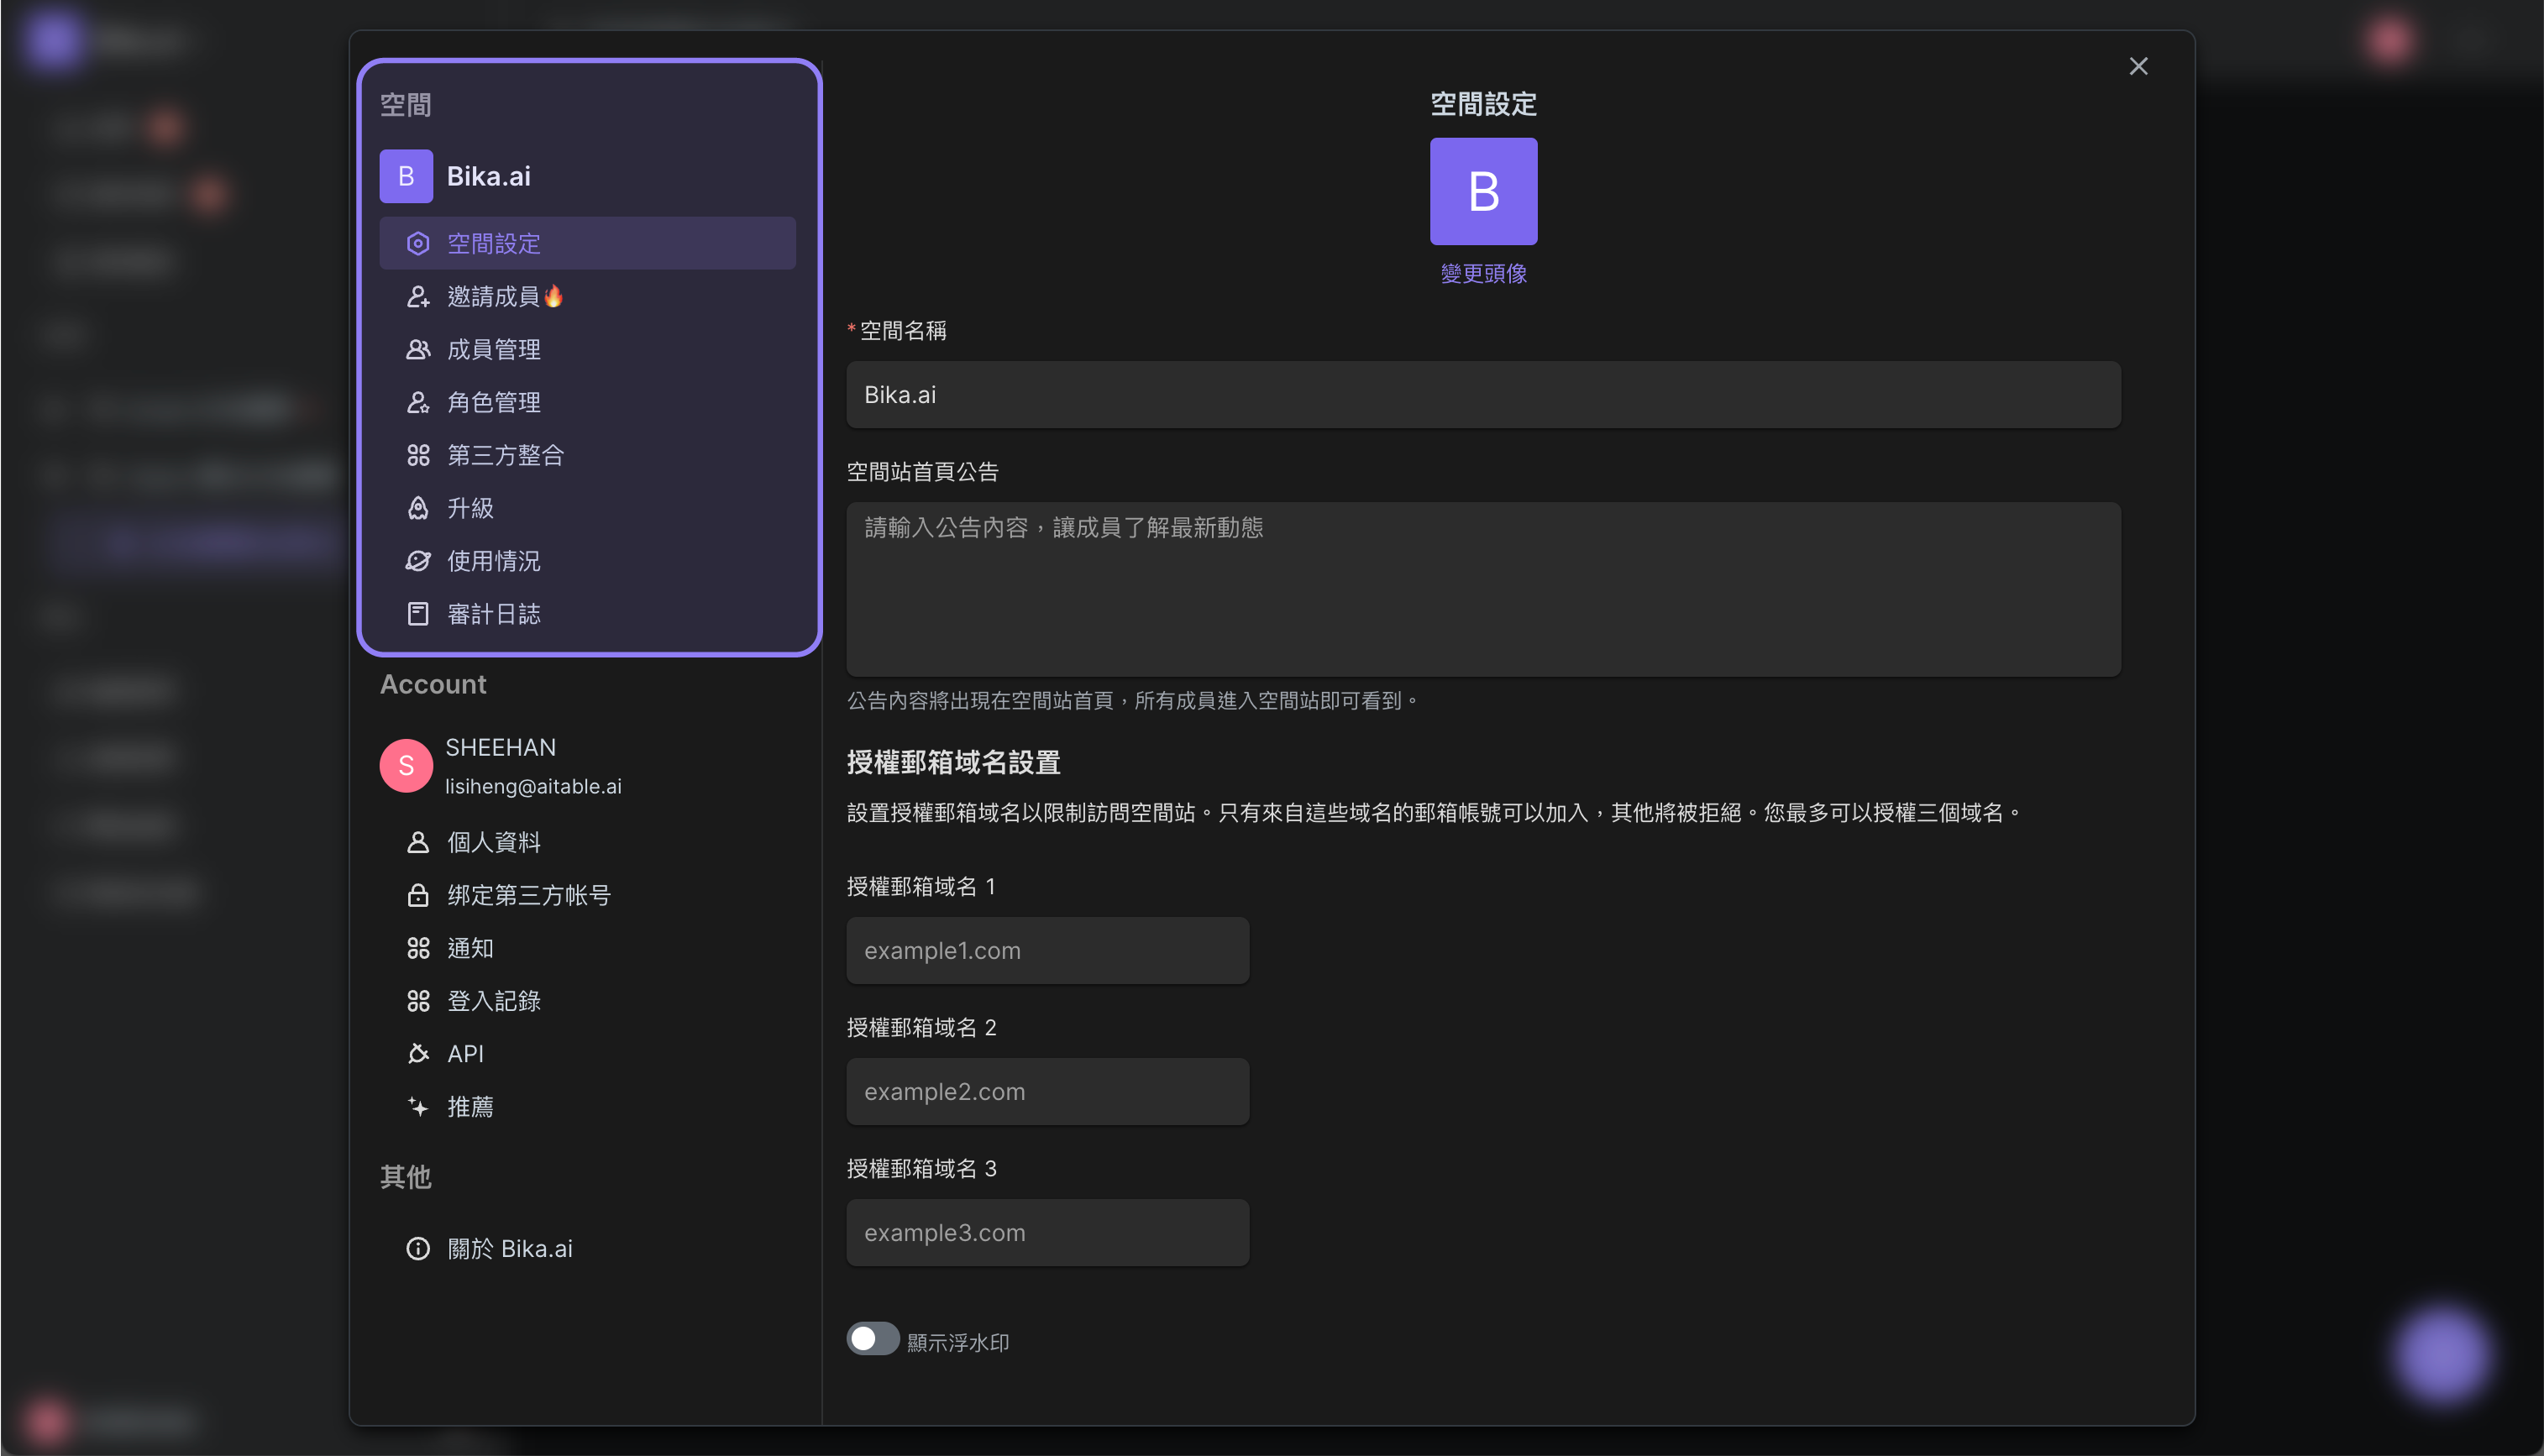 空間
B
Bika.ai
空間設定
邀請成員🔥
成員管理
角色管理
第三方整合
升級
使用情況
審計日誌
Account
S
SHEEHAN
lisiheng@aitable.ai
個人資料
绑定第三方帐号
通知
登入記錄
API
推薦
其他
關於 Bika.ai
空間設定
B
變更頭像
*空間名稱
Bika.ai
空間站首頁公告
請輸入公告內容，讓成員了解最新動態
公告內容將出現在空間站首頁，所有成員進入空間站即可看到。
授權郵箱域名設置
設置授權郵箱域名以限制訪問空間站。只有來自這些域名的郵箱帳號可以加入，其他將被拒絕。您最多可以授權三個域名。
授權郵箱域名 1
example1.com
授權郵箱域名 2
example2.com
授權郵箱域名 3
example3.com
顯示浮水印